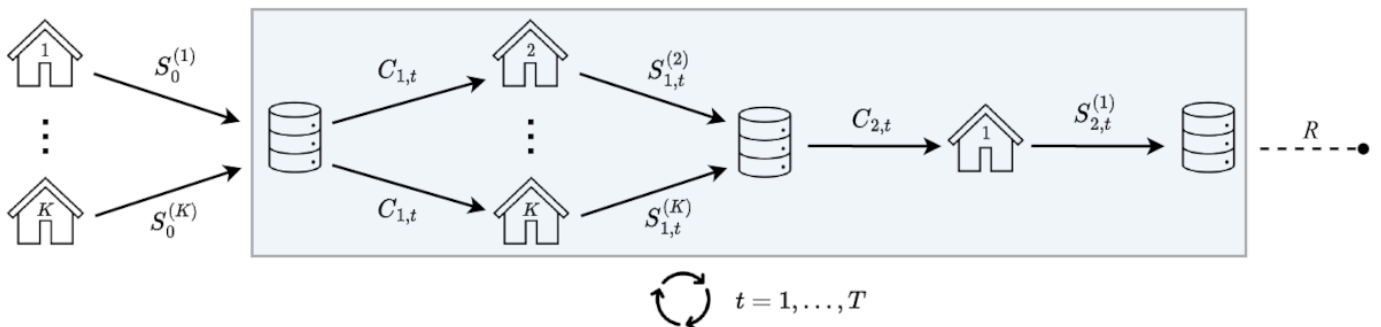 1
S_0^{(1)}
C_{1,t}
2
S_{1,t}^{(2)}
C_{2,t}
1
S_{2,t}^{(1)}
R
K
S_0^{(K)}
C_{1,t}
K
S_{1,t}^{(K)}
t = 1, \ldots, T